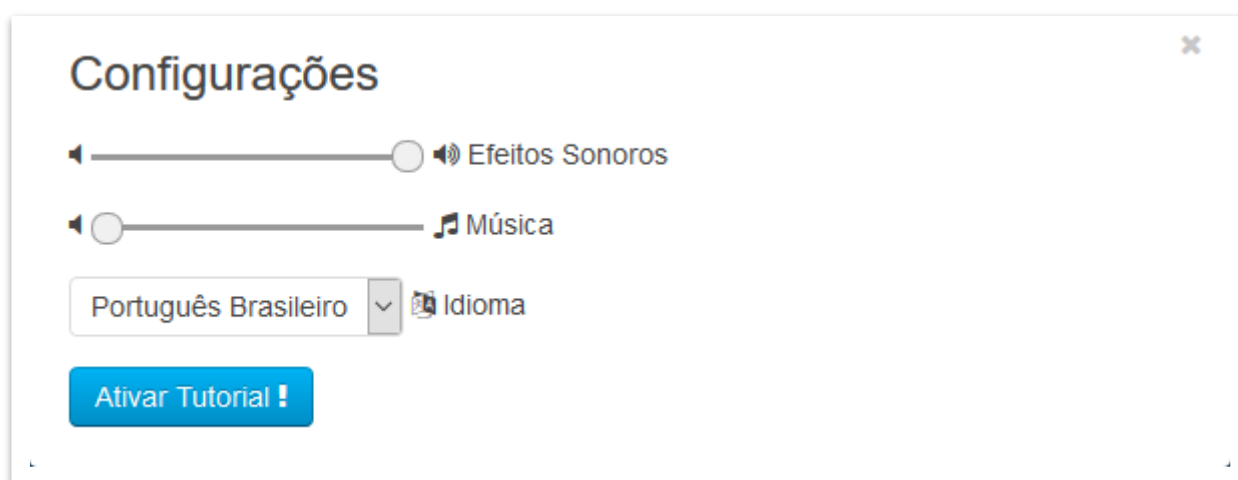 Configurações
Efeitos Sonoros
Música
Português Brasileiro Idioma
Ativar Tutorial !